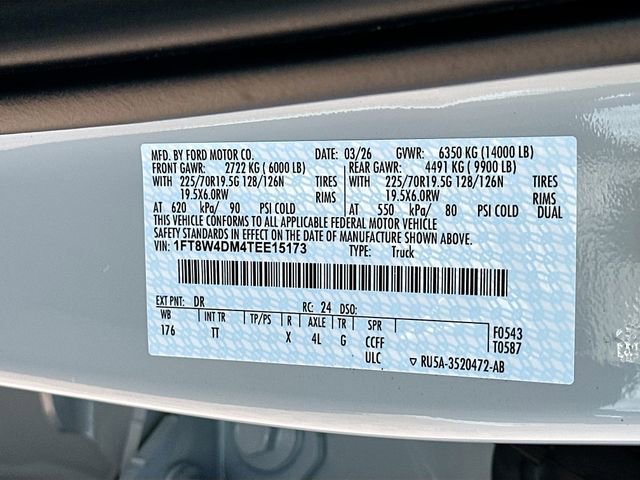 MFD. BY FORD MOTOR CO. DATE: 03/26 GVWR: 6350 KG (14000 LB)
FRONT GAWR: 2722 KG ( 6000 LB) REAR GAWR: 4491 KG ( 9900 LB)
WITH 225/70R19.5G 128/126N TIRES WITH 225/70R19.5G 128/126N TIRES
19.5X6.0RW RIMS 19.5X6.0RW RIMS
AT 620 kPa/ 90 PSI COLD AT 550 kPa/ 80 PSI COLD DUAL
THIS VEHICLE CONFORMS TO ALL APPLICABLE FEDERAL MOTOR VEHICLE
SAFETY STANDARDS IN EFFECT ON THE DATE OF MANUFACTURE SHOWN ABOVE.
VIN: 1FT8W4DM4TEE15173 TYPE: Truck
EXT PNT: DR RC: 24 DSO:
WB INT TR TP/PS R AXLE TR SPR F0543
176 TT X 4L G CCFF T0587
ULC ▽ RU5A-3520472-AB